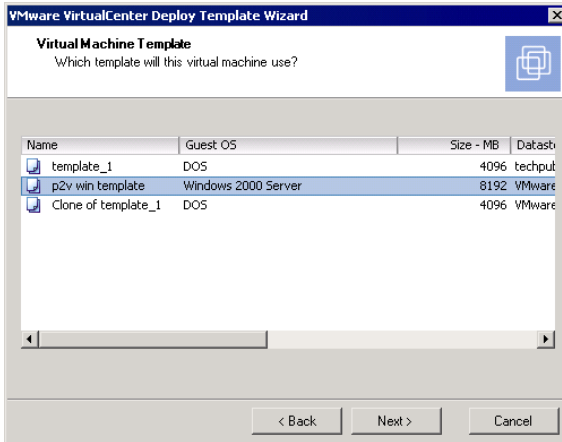 VMware VirtualCenter Deploy Template Wizard
Virtual Machine Template
Which template will this virtual machine use?
Name Guest OS Size - MB
template_1 DOS 4096 techpub
p2v win template Windows 2000 Server 8192 VMware
Clone of template_1 DOS 4096 VMware
< Back Next > Cancel